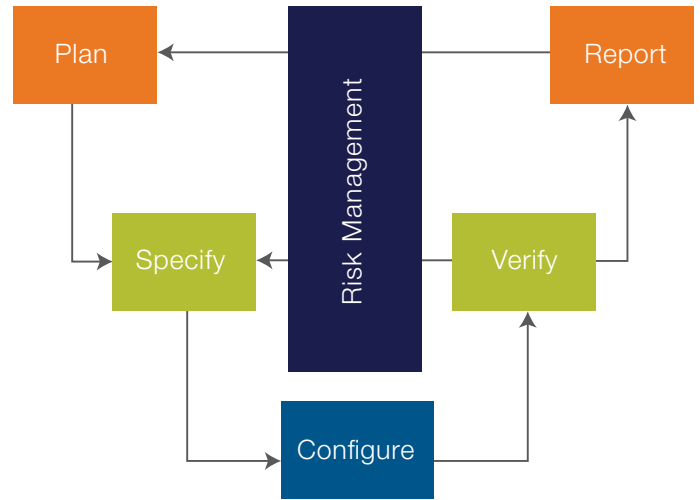 Plan
Report
Risk Management
Specify
Verify
Configure